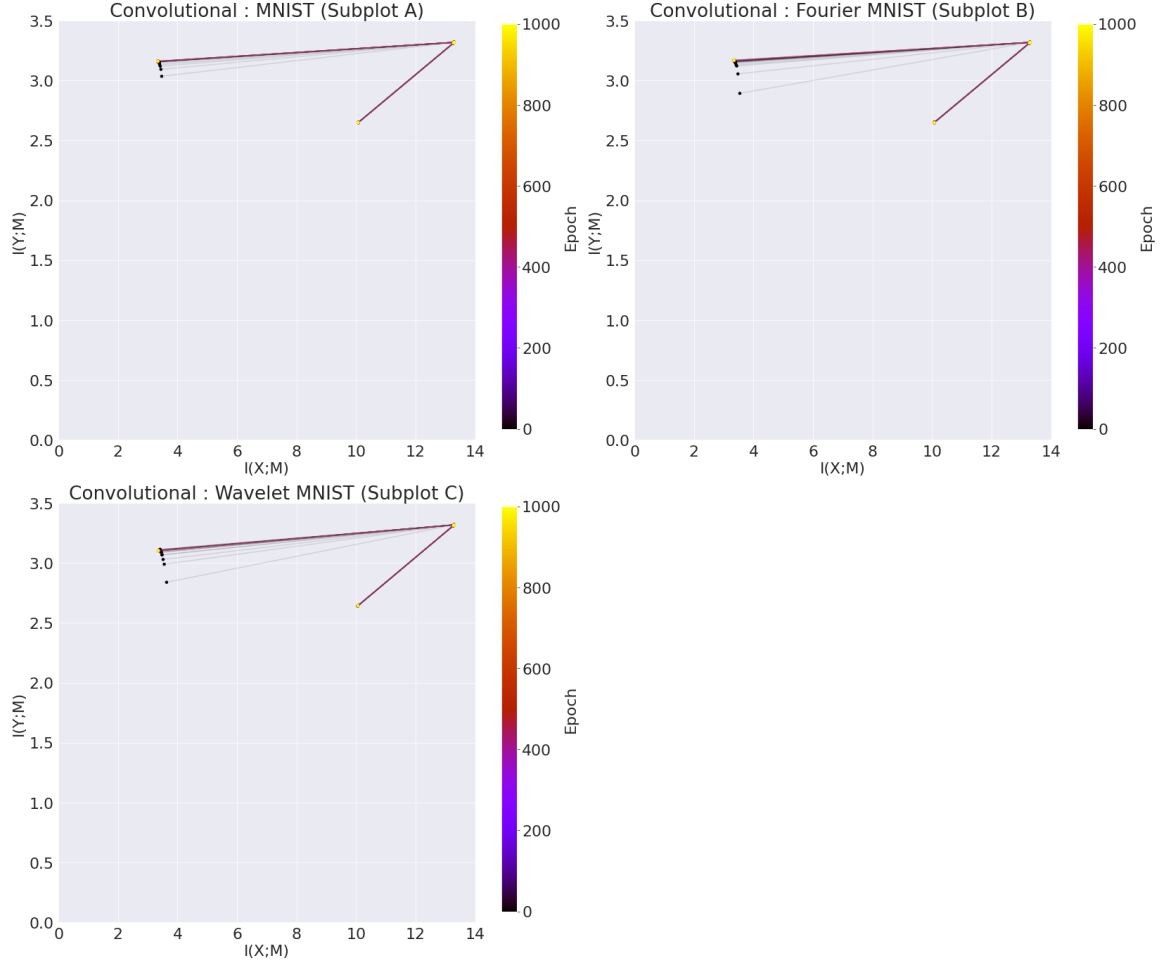 Convolutional : MNIST (Subplot A)
3.5
3.0
2.5
2.0
1.5
1.0
0.5
0.0
I(Y;M)
0 2 4 6 8 10 12 14
I(X;M)
1000
800
600
400
200
0
Epoch
Convolutional : Fourier MNIST (Subplot B)
3.5
3.0
2.5
2.0
1.5
1.0
0.5
0.0
I(Y;M)
0 2 4 6 8 10 12 14
I(X;M)
1000
800
600
400
200
0
Epoch
Convolutional : Wavelet MNIST (Subplot C)
3.5
3.0
2.5
2.0
1.5
1.0
0.5
0.0
I(Y;M)
0 2 4 6 8 10 12 14
I(X;M)
1000
800
600
400
200
0
Epoch